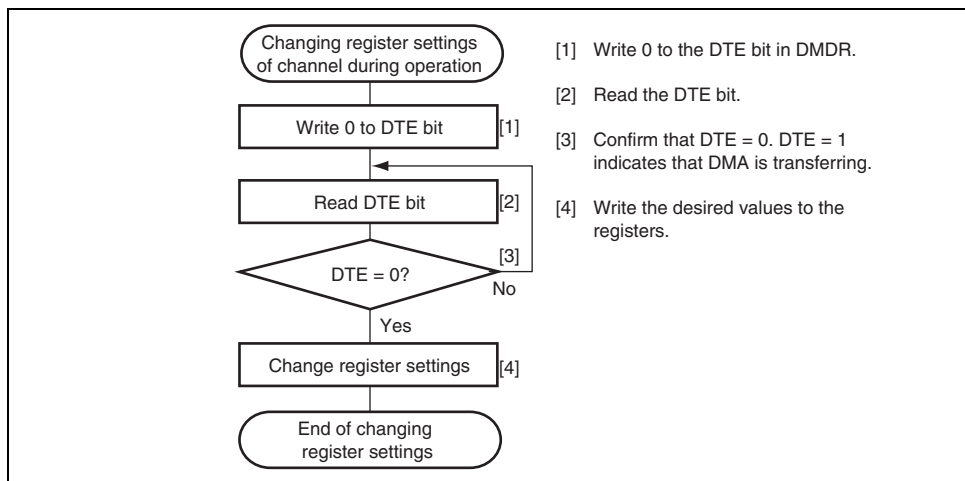 Changing register settings
of channel during operation
Write 0 to DTE bit
[1]
Read DTE bit
[2]
DTE = 0?
[3]
No
Yes
Change register settings
[4]
End of changing
register settings
[1] Write 0 to the DTE bit in DMDR.
[2] Read the DTE bit.
[3] Confirm that DTE = 0. DTE = 1
indicates that DMA is transferring.
[4] Write the desired values to the
registers.